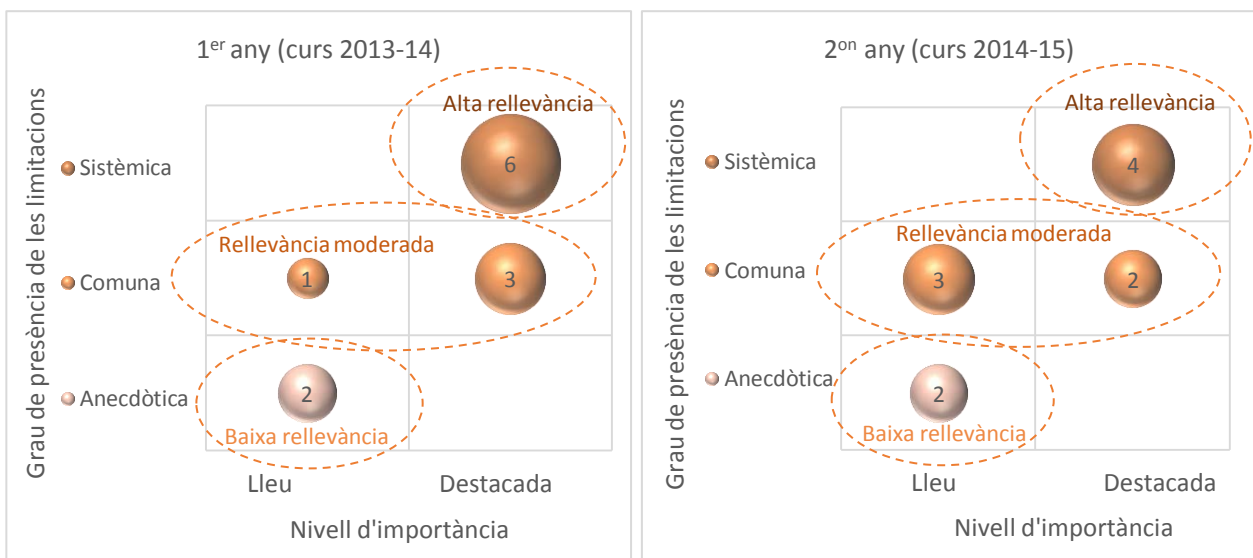 1er any (curs 2013-14)
Grau de presència de les limitacions
Alta rellevància
Sistèmica
6
Rellevància moderada
Comuna
1
3
Anecdòtica
2
Baixa rellevància
Lleu
Destacada
Nivell d'importància
2on any (curs 2014-15)
Grau de presència de les limitacions
Alta rellevància
Sistèmica
4
Rellevància moderada
Comuna
3
2
Anecdòtica
2
Baixa rellevància
Lleu
Destacada
Nivell d'importància